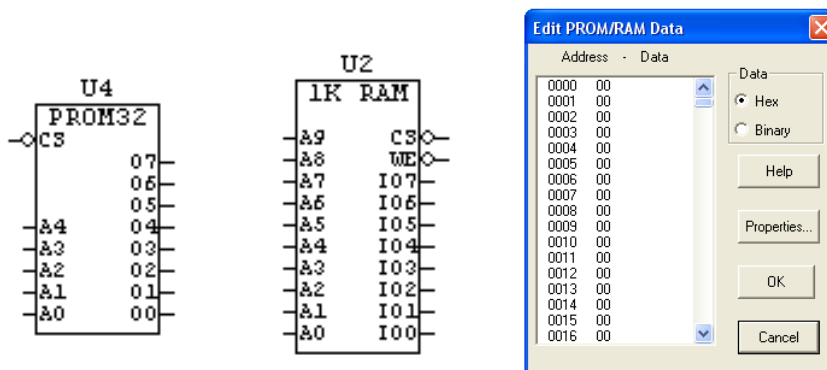 U4
PROM32
CS
O7
O6
O5
A4 O4
A3 O3
A2 O2
A1 O1
A0 O0
U2
1K RAM
A9 CS
A8 WE
A7 IO7
A6 IO6
A5 IO5
A4 IO4
A3 IO3
A2 IO2
A1 IO1
A0 IO0
Edit PROM/RAM Data
Address - Data
0000 00
0001 00
0002 00
0003 00
0004 00
0005 00
0006 00
0007 00
0008 00
0009 00
0010 00
0011 00
0012 00
0013 00
0014 00
0015 00
0016 00
Data
Hex
Binary
Help
Properties...
OK
Cancel